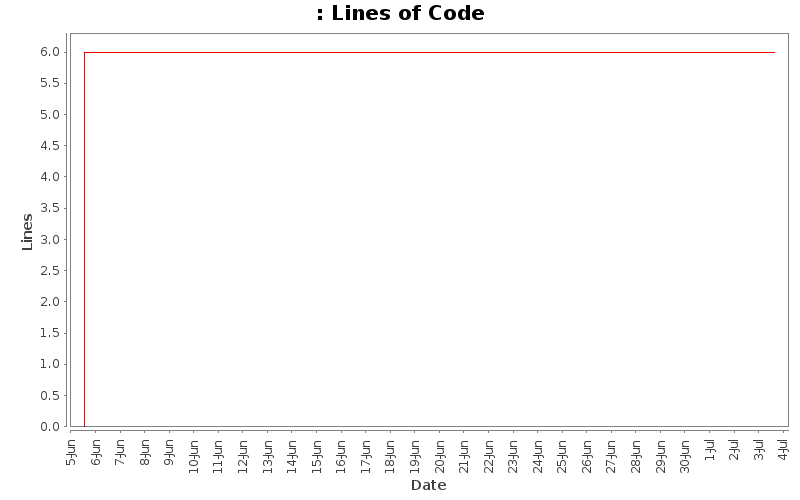 : Lines of Code
6.0
5.5
5.0
4.5
4.0
3.5
3.0
2.5
2.0
1.5
1.0
0.5
0.0
Lines
5-Jun
6-Jun
7-Jun
8-Jun
9-Jun
10-Jun
11-Jun
12-Jun
13-Jun
14-Jun
15-Jun
16-Jun
17-Jun
18-Jun
19-Jun
20-Jun
21-Jun
22-Jun
23-Jun
24-Jun
25-Jun
26-Jun
27-Jun
28-Jun
29-Jun
30-Jun
1-Jul
2-Jul
3-Jul
4-Jul
Date